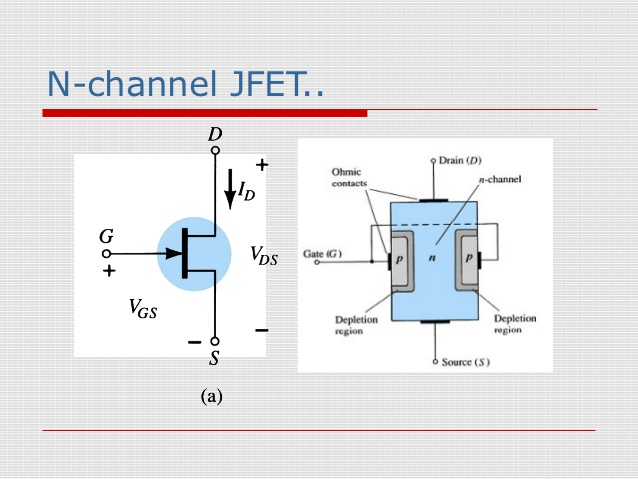 N-channel JFET..
D
+
I_D
G
+
V_GS
V_DS
−
−
S
(a)
Drain (D)
Ohmic
contacts
n-channel
Gate (G)
p
n
p
Depletion
region
Depletion
region
Source (S)